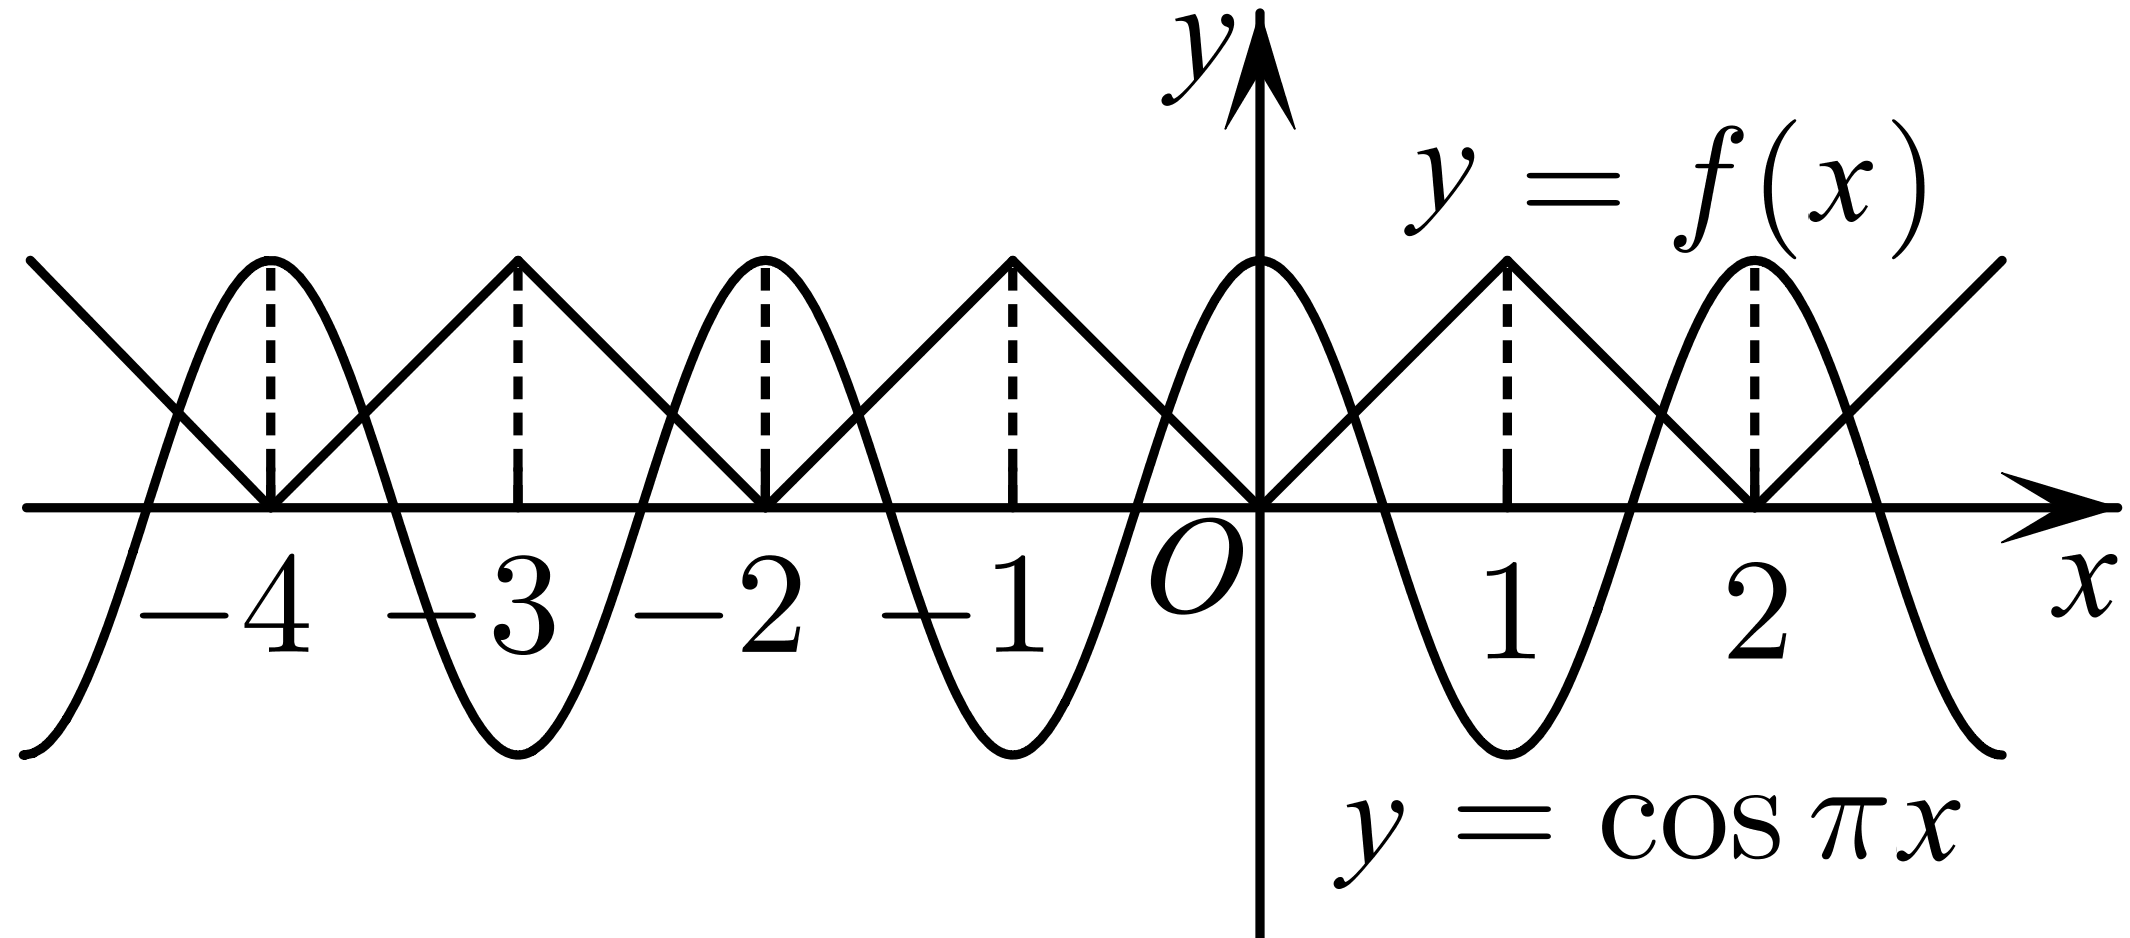 y
y = f(x)
−4 −3 −2 −1 O 1 2 x
y = cos πx